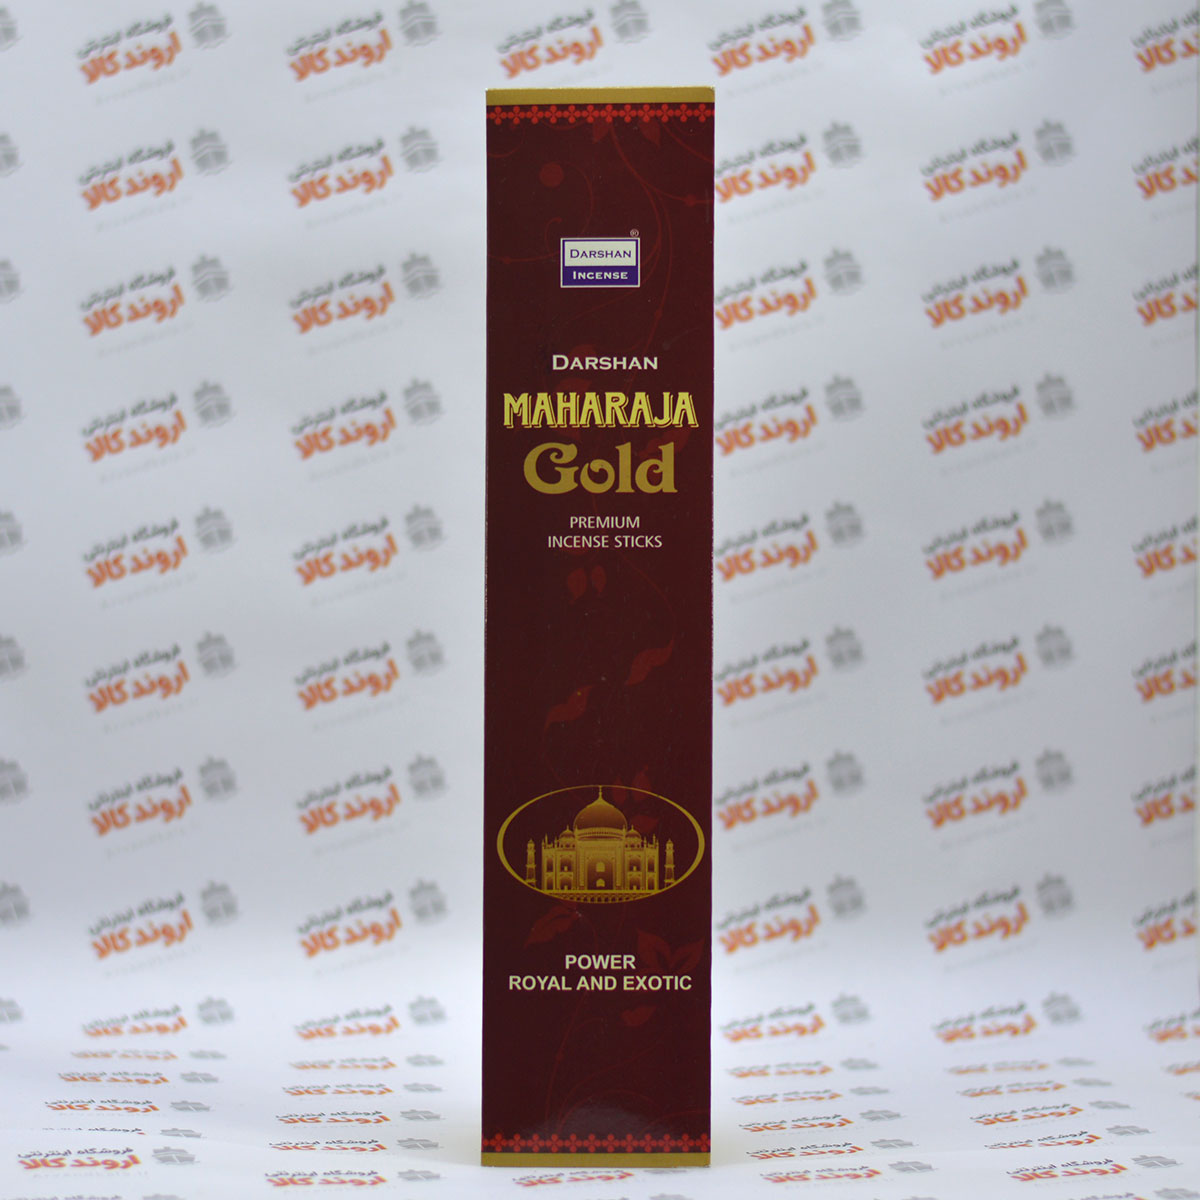 ®
DARSHAN
INCENSE
DARSHAN
MAHARAJA
Gold
PREMIUM
INCENSE STICKS
POWER
ROYAL AND EXOTIC
فروشگاه اینترنتی
اروند کالا